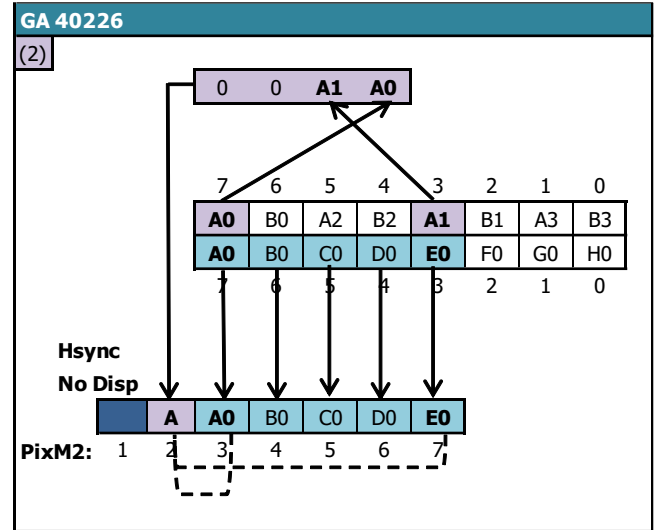 GA 40226
(2)
0 0 A1 A0
7 6 5 4 3 2 1 0
A0 B0 A2 B2 A1 B1 A3 B3
A0 B0 C0 D0 E0 F0 G0 H0
7 6 5 4 3 2 1 0
Hsync
No Disp
A A0 B0 C0 D0 E0
PixM2: 1 2 3 4 5 6 7